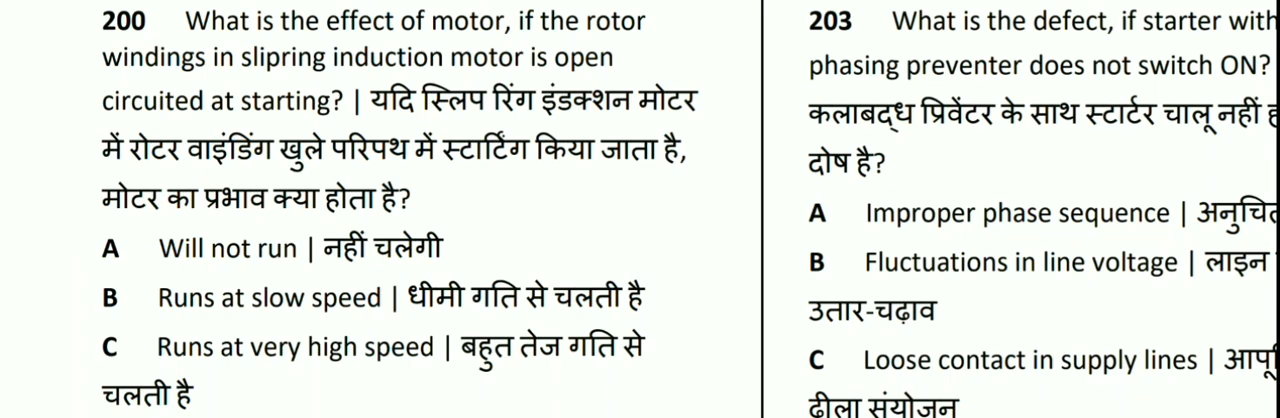 200 What is the effect of motor, if the rotor
windings in slipring induction motor is open
circuited at starting? | यदि स्लिप रिंग इंडक्शन मोटर
में रोटर वाइंडिंग खुले परिपथ में स्टार्टिंग किया जाता है,
मोटर का प्रभाव क्या होता है?
A Will not run | नहीं चलेगी
B Runs at slow speed | धीमी गति से चलती है
C Runs at very high speed | बहुत तेज गति से
चलती है
203 What is the defect, if starter with
phasing preventer does not switch ON?
कलाबद्ध प्रिवेंटर के साथ स्टार्टर चालू नहीं
दोष है?
A Improper phase sequence |
B Fluctuations in line voltage | लाइन
उतार-चढ़ाव
C Loose contact in supply lines |
ढीला संयोजन